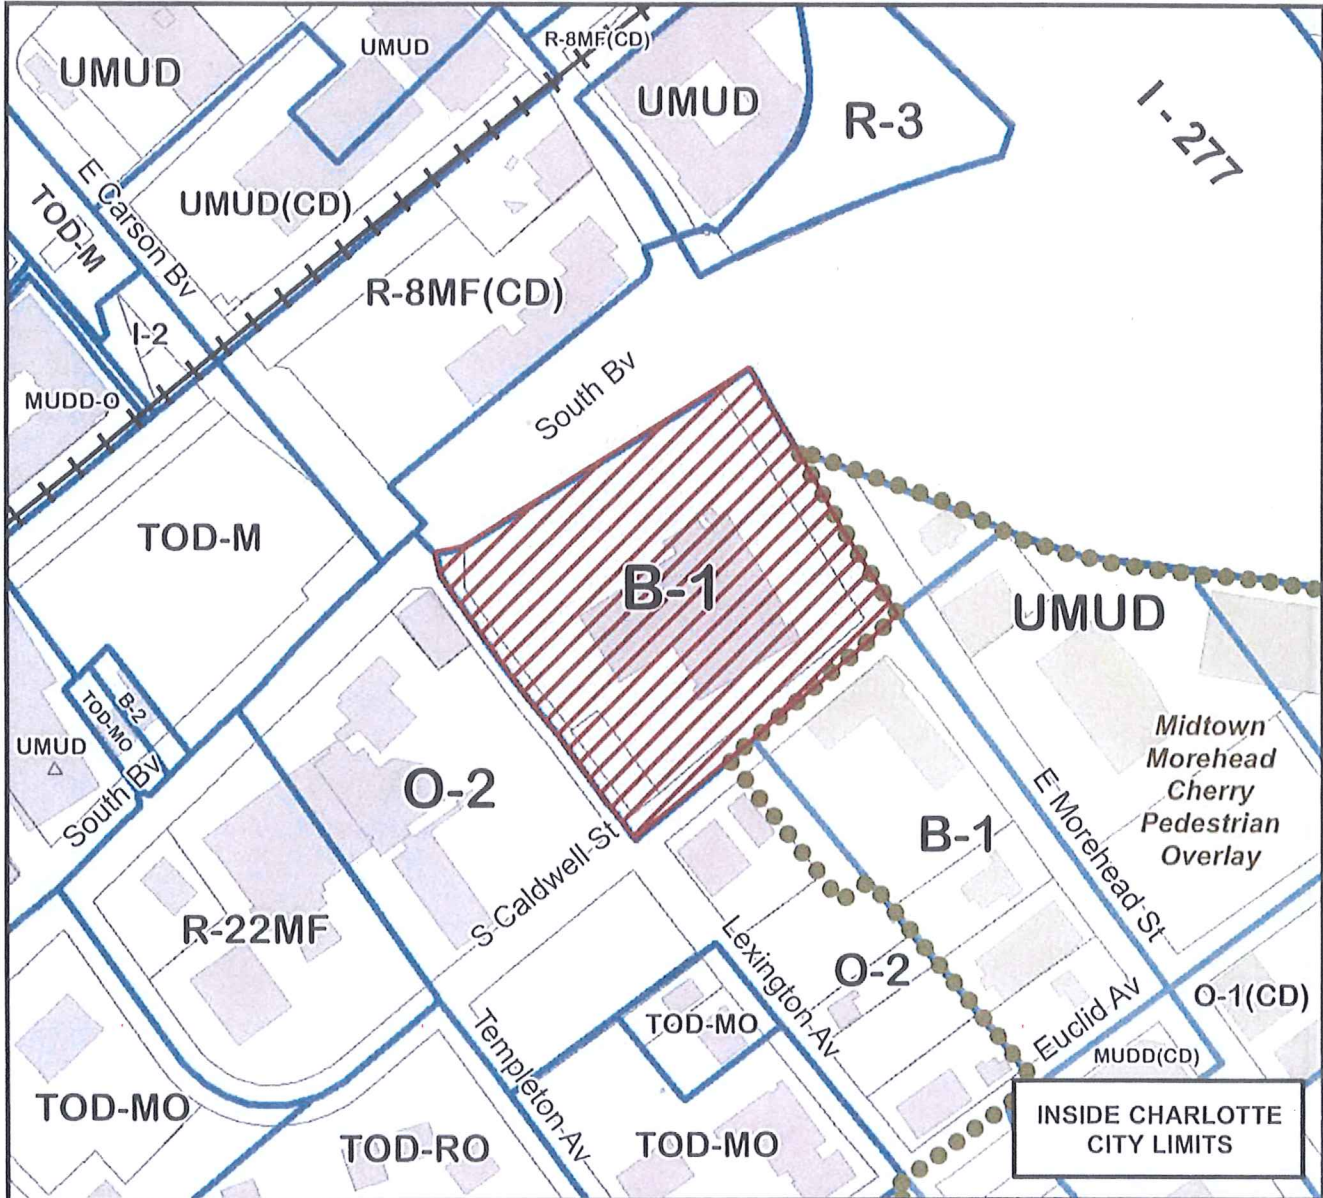 UMUD
UMUD
R-8MF(CD)
UMUD
R-3
I - 277
E Carson Bv
TOD-M
UMUD(CD)
R-8MF(CD)
I-2
MUDD-O
South Bv
TOD-M
B-1
UMUD
B-2
TOD-MO
UMUD
South Bv
O-2
Midtown
Morehead
Cherry
Pedestrian
Overlay
B-1
E Morehead St
S Caldwell St
R-22MF
Lexington Av
O-2
O-1(CD)
Euclid Av
TOD-MO
MUDD(CD)
Templeton Av
TOD-MO
TOD-RO
TOD-MO
INSIDE CHARLOTTE
CITY LIMITS